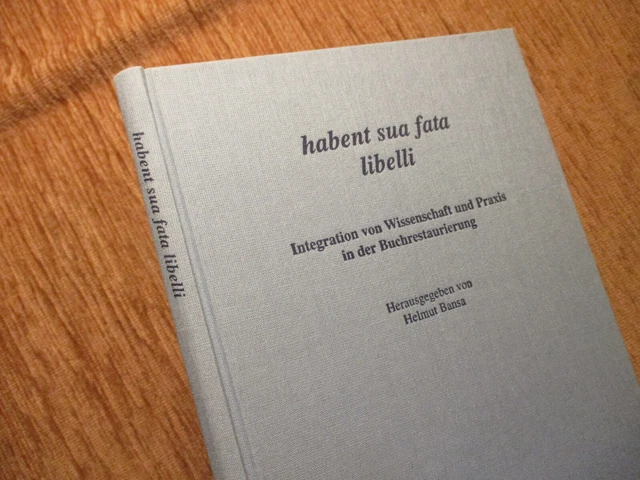 habent sua fata libelli
habent sua fata
libelli
Integration von Wissenschaft und Praxis
in der Buchrestaurierung
Herausgegeben von
Helmut Bansa